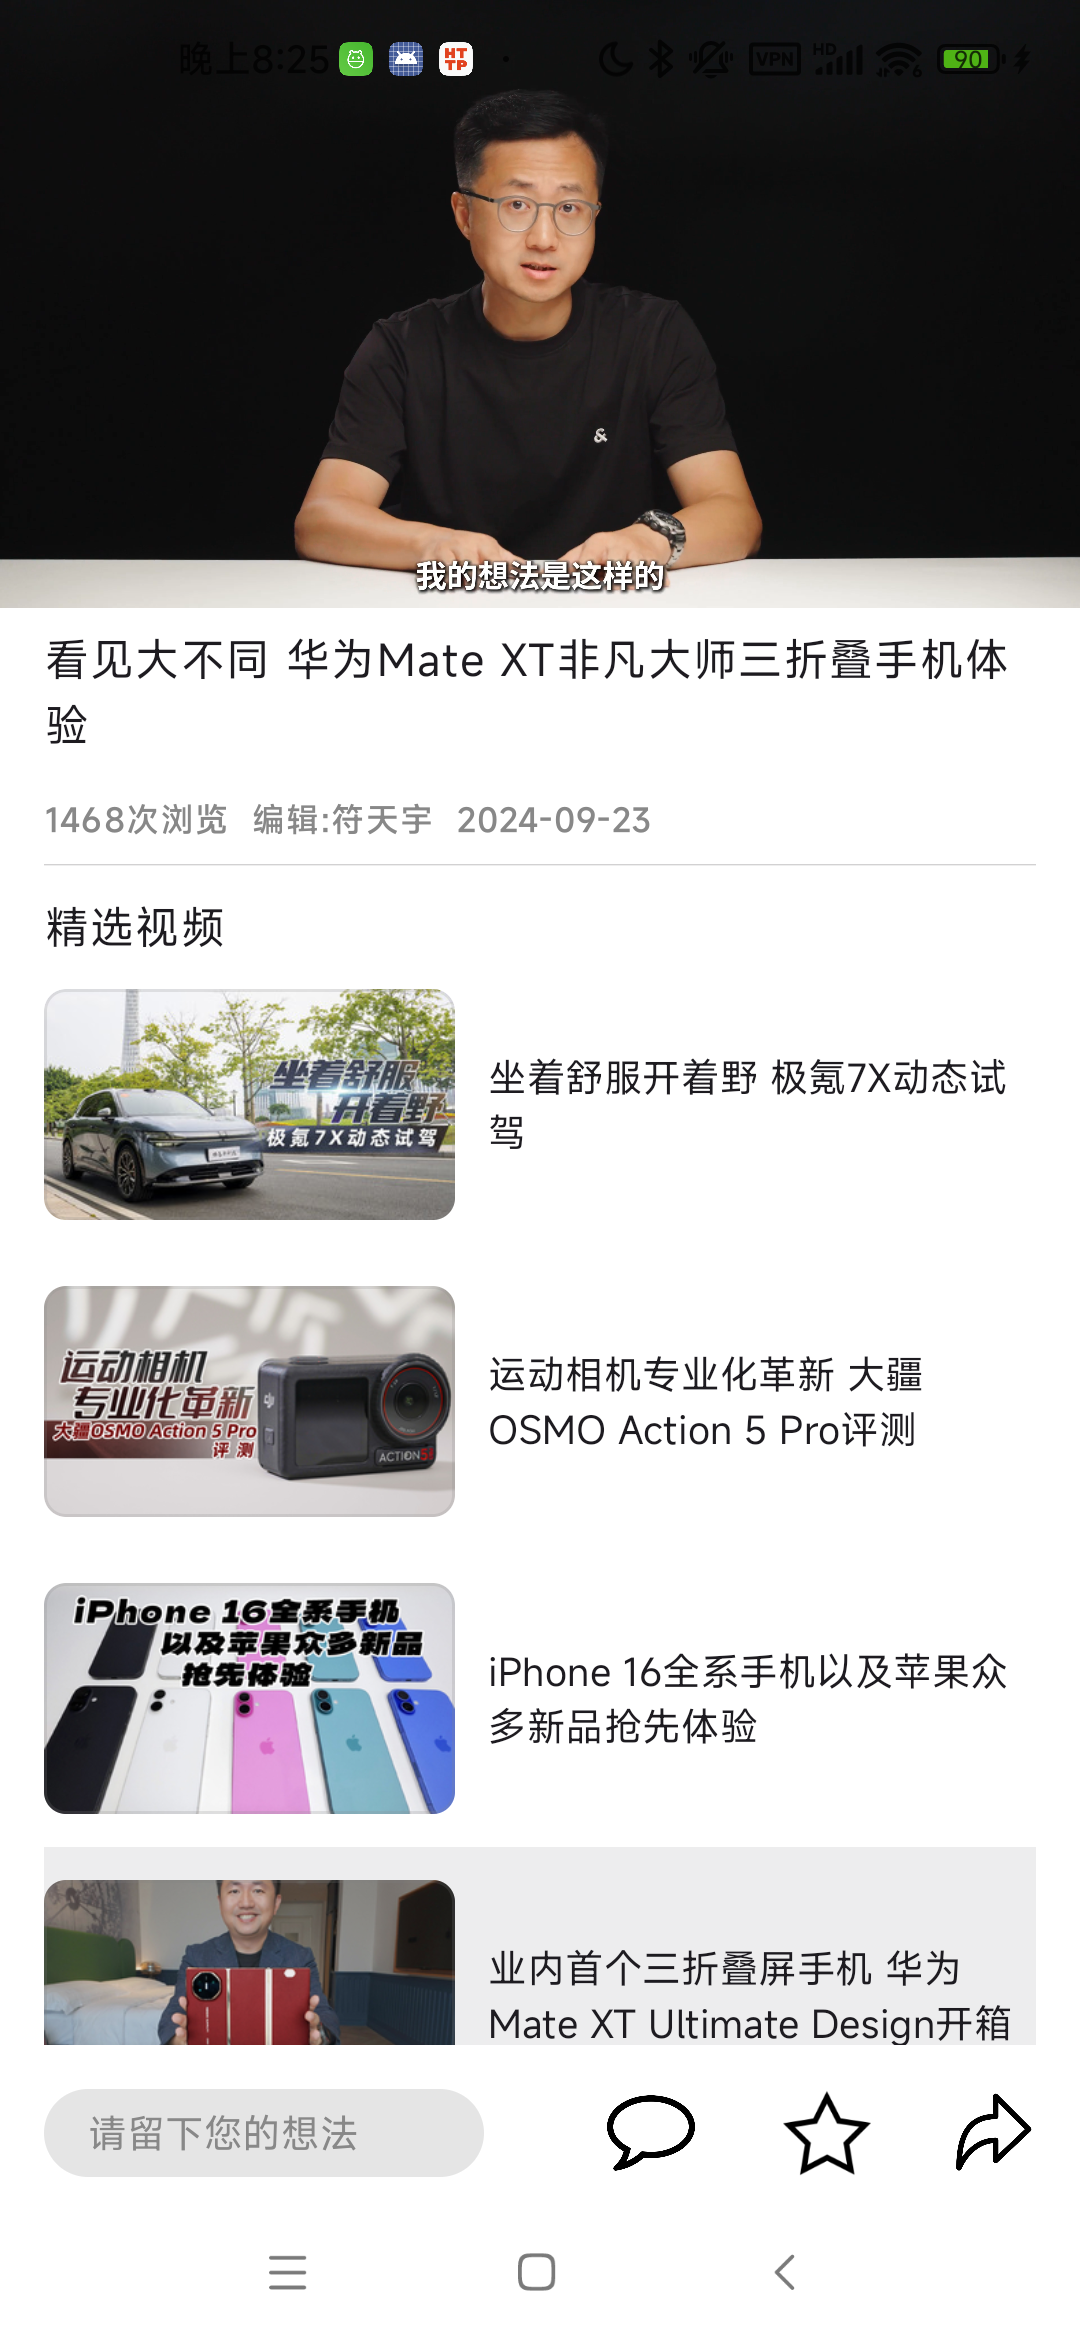 晚上8:25
HTTP
VPN
HD
6
90
&
我的想法是这样的
看见大不同 华为Mate XT非凡大师三折叠手机体
验
1468次浏览 编辑:符天宇 2024-09-23
精选视频
坐着舒服
开着野
极氪7X动态试驾
坐着舒服开着野 极氪7X动态试
驾
运动相机
专业化革新
大疆OSMO Action 5 Pro
评 测
dji
ACTION 5
运动相机专业化革新 大疆
OSMO Action 5 Pro评测
iPhone 16全系手机
以及苹果众多新品
抢先体验
iPhone 16全系手机以及苹果众
多新品抢先体验
业内首个三折叠屏手机 华为
Mate XT Ultimate Design开箱
请留下您的想法